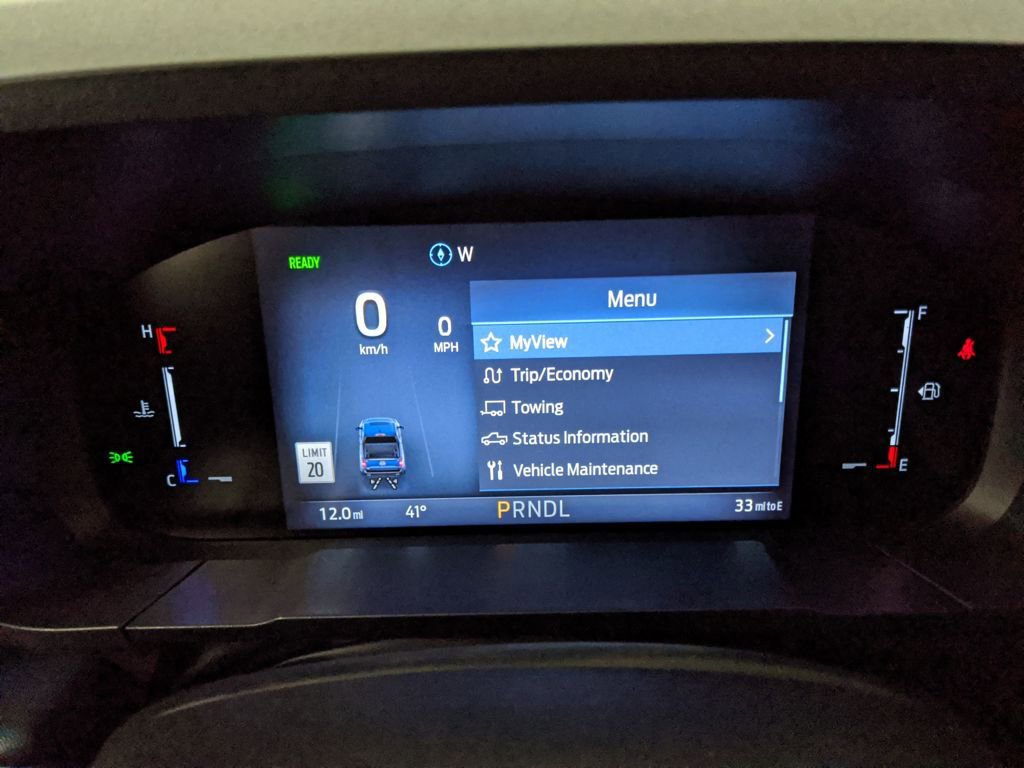 READY
W
0
km/h
0
MPH
Menu
MyView
Trip/Economy
Towing
Status Information
Vehicle Maintenance
LIMIT
20
12.0 mi
41°
PRNDL
33 mi to E
H
C
F
E